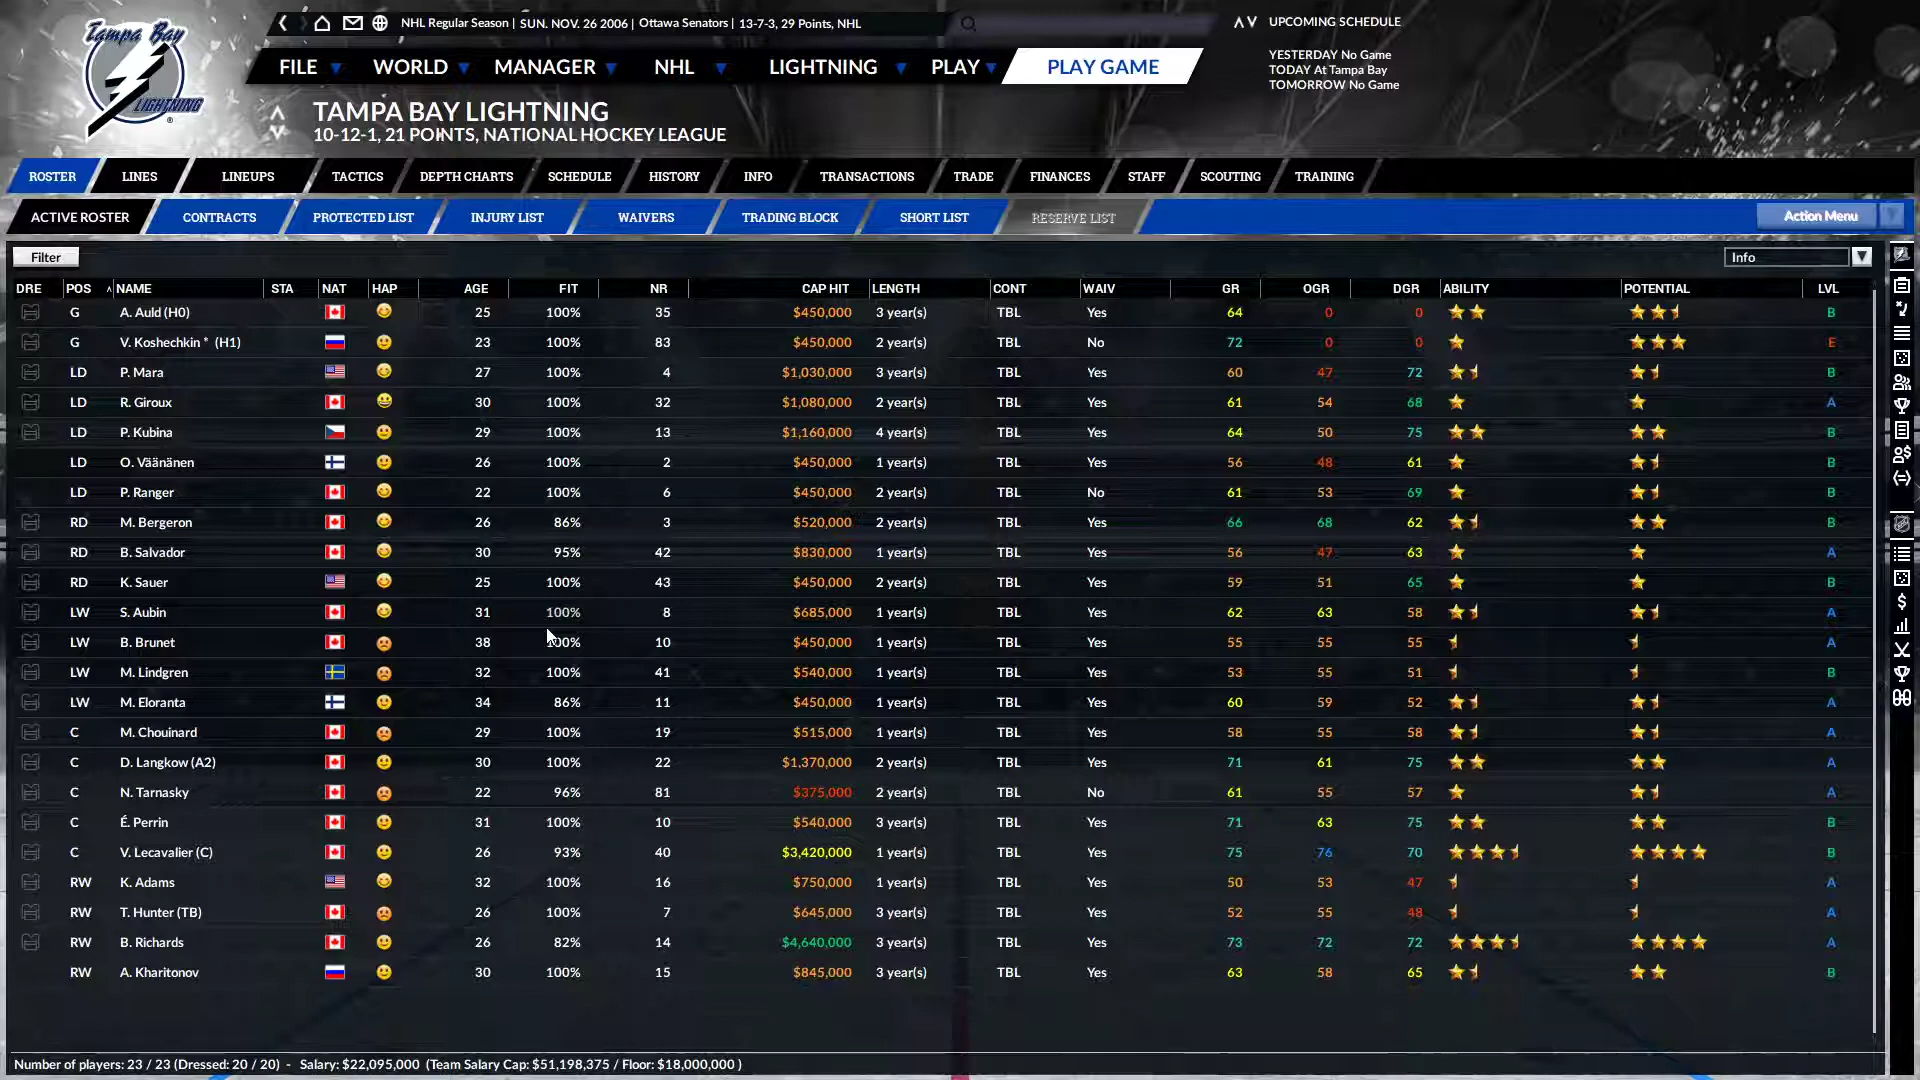 Tampa Bay
LIGHTNING
NHL Regular Season | SUN. NOV. 26 2006 | Ottawa Senators | 13-7-3, 29 Points, NHL
UPCOMING SCHEDULE
YESTERDAY No Game
TODAY At Tampa Bay
TOMORROW No Game
FILE WORLD MANAGER NHL LIGHTNING PLAY PLAY GAME
TAMPA BAY LIGHTNING
10-12-1, 21 POINTS, NATIONAL HOCKEY LEAGUE
ROSTER LINES LINEUPS TACTICS DEPTH CHARTS SCHEDULE HISTORY INFO TRANSACTIONS TRADE FINANCES STAFF SCOUTING TRAINING
ACTIVE ROSTER CONTRACTS PROTECTED LIST INJURY LIST WAIVERS TRADING BLOCK SHORT LIST RESERVE LIST Action Menu
Filter Info
DRE POS NAME STA NAT HAP AGE FIT NR CAP HIT LENGTH CONT WAIV GR OGR DGR ABILITY POTENTIAL LVL
G A. Auld (H0) 25 100% 35 $450,000 3 year(s) TBL Yes 64 0 0 B
G V. Koshechkin * (H1) 23 100% 83 $450,000 2 year(s) TBL No 72 0 0 E
LD P. Mara 27 100% 4 $1,030,000 3 year(s) TBL Yes 60 47 72 B
LD R. Giroux 30 100% 32 $1,080,000 2 year(s) TBL Yes 61 54 68 A
LD P. Kubina 29 100% 13 $1,160,000 4 year(s) TBL Yes 64 50 75 B
LD O. Väänänen 26 100% 2 $450,000 1 year(s) TBL Yes 56 48 61 B
LD P. Ranger 22 100% 6 $450,000 2 year(s) TBL No 61 53 69 B
RD M. Bergeron 26 86% 3 $520,000 2 year(s) TBL Yes 66 68 62 B
RD B. Salvador 30 95% 42 $830,000 1 year(s) TBL Yes 56 47 63 A
RD K. Sauer 25 100% 43 $450,000 2 year(s) TBL Yes 59 51 65 B
LW S. Aubin 31 100% 8 $685,000 1 year(s) TBL Yes 62 63 58 A
LW B. Brunet 38 100% 10 $450,000 1 year(s) TBL Yes 55 55 55 A
LW M. Lindgren 32 100% 41 $540,000 1 year(s) TBL Yes 53 55 51 B
LW M. Eloranta 34 86% 11 $450,000 1 year(s) TBL Yes 60 59 52 A
C M. Chouinard 29 100% 19 $515,000 1 year(s) TBL Yes 58 55 58 A
C D. Langkow (A2) 30 100% 22 $1,370,000 2 year(s) TBL Yes 71 61 75 A
C N. Tarnasky 22 96% 81 $375,000 2 year(s) TBL No 61 55 57 A
C É. Perrin 31 100% 10 $540,000 3 year(s) TBL Yes 71 63 75 B
C V. Lecavalier (C) 26 93% 40 $3,420,000 1 year(s) TBL Yes 75 76 70 B
RW K. Adams 32 100% 16 $750,000 1 year(s) TBL Yes 50 53 47 A
RW T. Hunter (TB) 26 100% 7 $645,000 3 year(s) TBL Yes 52 55 48 A
RW B. Richards 26 82% 14 $4,640,000 3 year(s) TBL Yes 73 72 72 A
RW A. Kharitonov 30 100% 15 $845,000 3 year(s) TBL Yes 63 58 65 B
Number of players: 23 / 23 (Dressed: 20 / 20) - Salary: $22,095,000 (Team Salary Cap: $51,198,375 / Floor: $18,000,000 )